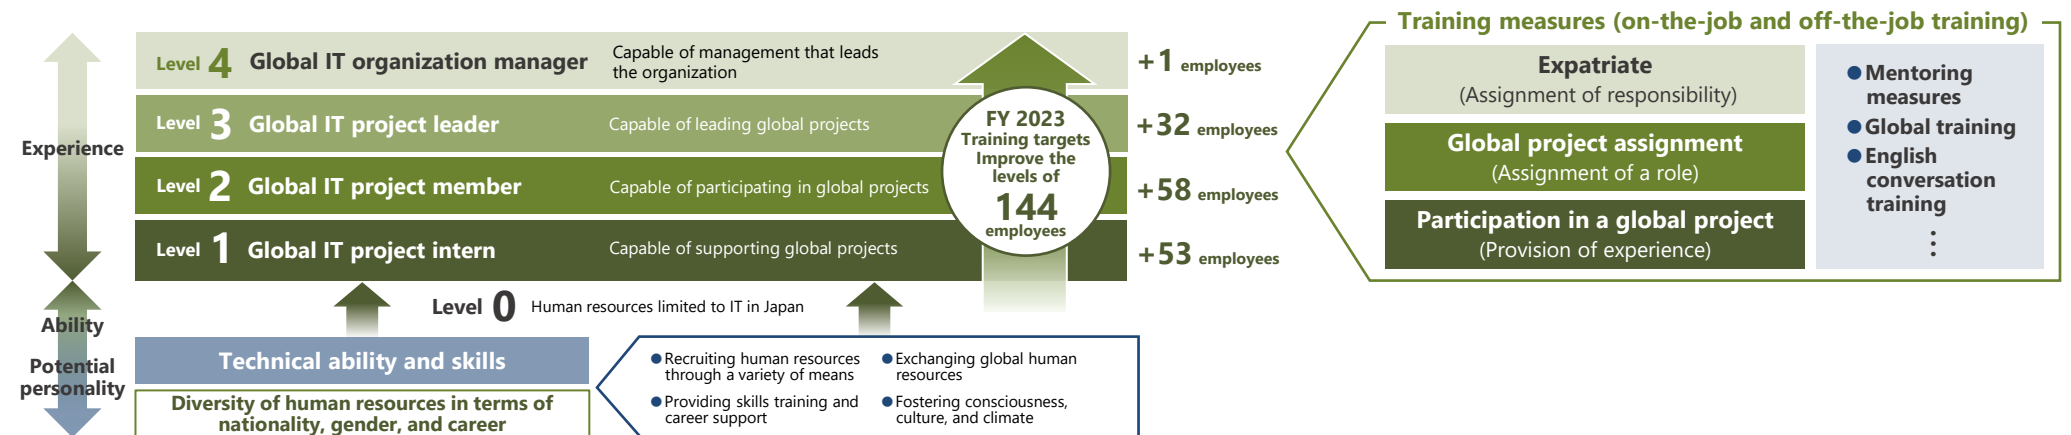 Training measures (on-the-job and off-the-job training)
Level 4 Global IT organization manager
Capable of management that leads
the organization
+1 employees
Level 3 Global IT project leader
Capable of leading global projects
+32 employees
Level 2 Global IT project member
Capable of participating in global projects
+58 employees
Level 1 Global IT project intern
Capable of supporting global projects
+53 employees
FY 2023
Training targets
Improve the
levels of
144
employees
Experience
Ability
Potential
personality
Level 0 Human resources limited to IT in Japan
Technical ability and skills
Diversity of human resources in terms of
nationality, gender, and career
●Recruiting human resources
through a variety of means
●Providing skills training and
career support
●Exchanging global human
resources
●Fostering consciousness,
culture, and climate
Expatriate
(Assignment of responsibility)
Global project assignment
(Assignment of a role)
Participation in a global project
(Provision of experience)
●Mentoring
measures
●Global training
●English
conversation
training
⋮